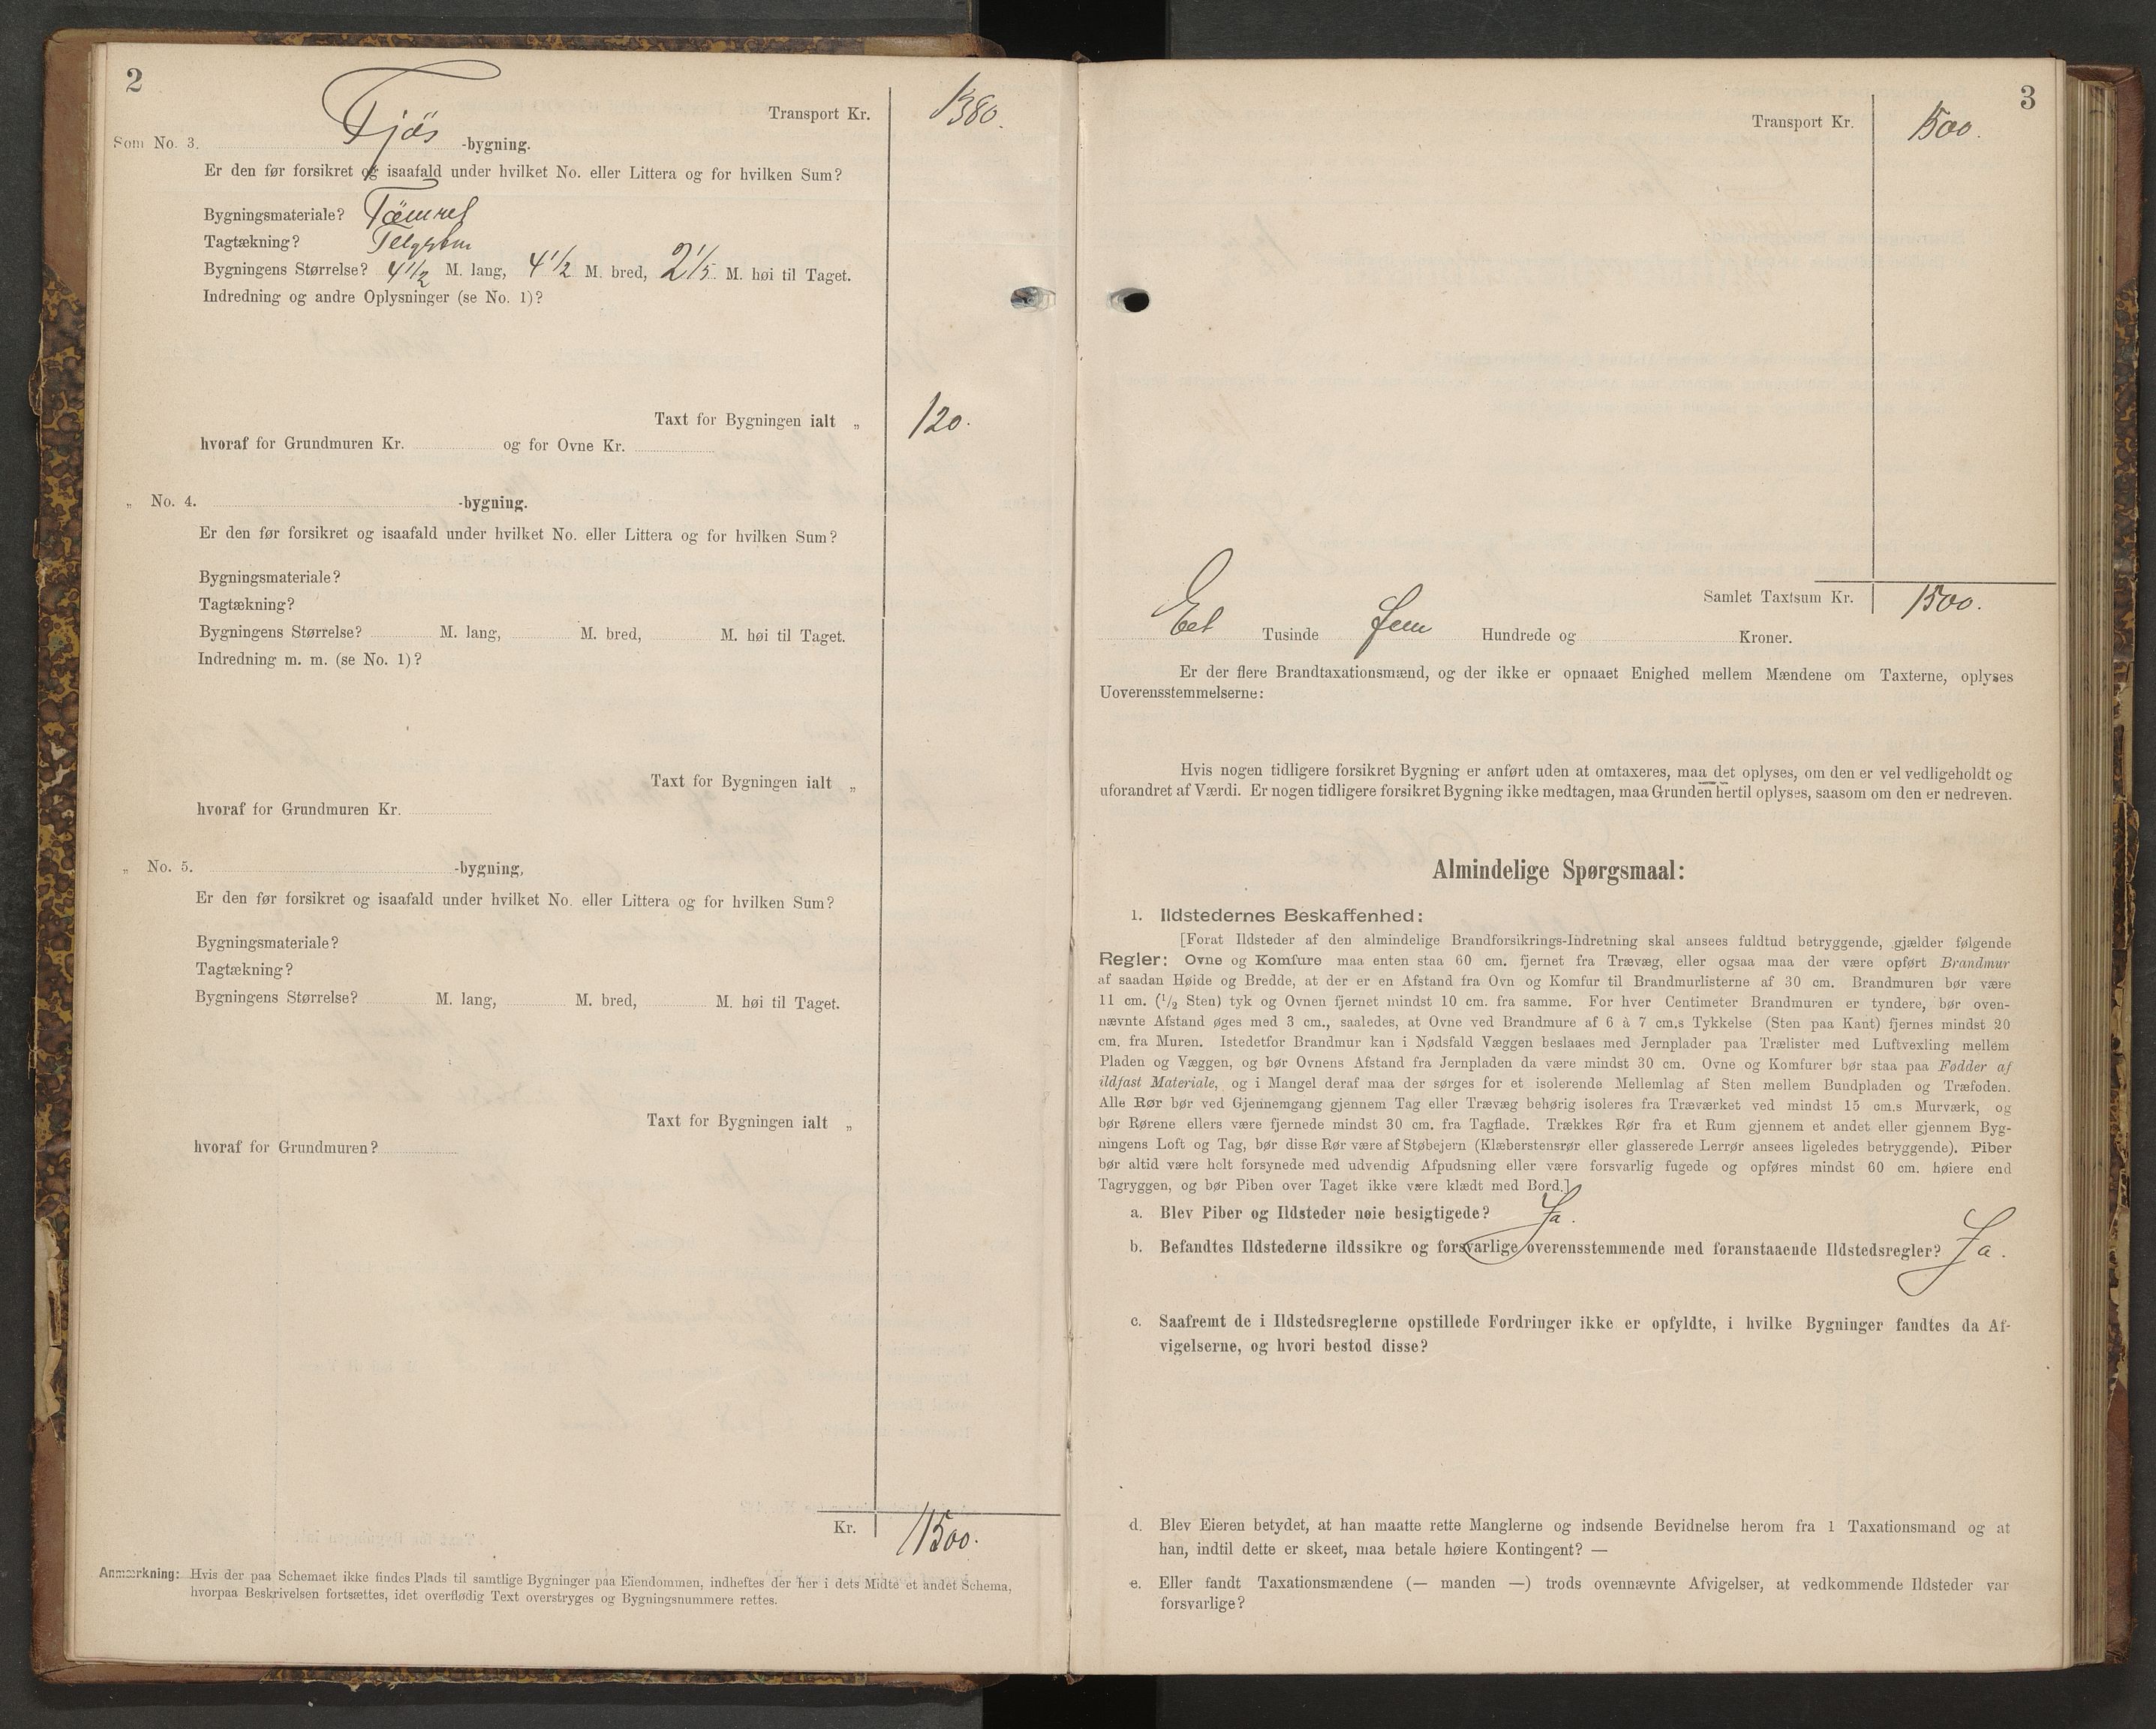 2
Transport Kr. 1380.
Som No. 3. Fjøs -bygning.
Er den før forsikret og isaafald under hvilket No. eller Littera og for hvilken Sum?
Bygningsmateriale? Tømret
Tagtækning?
Bygningens Størrelse? 4 1/2 M. lang, 4 1/2 M. bred, 2 1/5 M. høi til Taget.
Indredning og andre Oplysninger (se No. 1)?
Taxt for Bygningen ialt „ 120.
hvoraf for Grundmuren Kr. og for Ovne Kr.
„ No. 4. -bygning.
Er den før forsikret og isaafald under hvilket No. eller Littera og for hvilken Sum?
Bygningsmateriale?
Tagtækning?
Bygningens Størrelse? M. lang, M. bred, M. høi til Taget.
Indredning m. m. (se No. 1)?
Taxt for Bygningen ialt „
hvoraf for Grundmuren Kr.
„ No. 5. -bygning,
Er den før forsikret og isaafald under hvilket No. eller Littera og for hvilken Sum?
Bygningsmateriale?
Tagtækning?
Bygningens Størrelse? M. lang, M. bred, M. høi til Taget.
Taxt for Bygningen ialt „
hvoraf for Grundmuren?
Kr. 1500.
Anmærkning: Hvis der paa Schemaet ikke findes Plads til samtlige Bygninger paa Eiendommen, indheftes der her i dets Midte et andet Schema,
hvorpaa Beskrivelsen fortsættes, idet overflødig Text overstryges og Bygningsnummere rettes.
3
Transport Kr. 1500.
Samlet Taxtsum Kr. 1500.
Eet Tusinde fem Hundrede og Kroner.
Er der flere Brandtaxationsmænd, og der ikke er opnaaet Enighed mellem Mændene om Taxterne, oplyses
Uoverensstemmelserne:
Hvis nogen tidligere forsikret Bygning er anført uden at omtaxeres, maa det oplyses, om den er vel vedligeholdt og
uforandret af Værdi. Er nogen tidligere forsikret Bygning ikke medtagen, maa Grunden hertil oplyses, saasom om den er nedreven.
Almindelige Spørgsmaal:
1. Ildstedernes Beskaffenhed:
[Forat Ildsteder af den almindelige Brandforsikrings-Indretning skal ansees fuldtud betryggende, gjælder følgende
Regler: Ovne og Komfure maa enten staa 60 cm. fjernet fra Trævæg, eller ogsaa maa der være opført Brandmur
af saadan Høide og Bredde, at der er en Afstand fra Ovn og Komfur til Brandmurlisterne af 30 cm. Brandmuren bør være
11 cm. (1/2 Sten) tyk og Ovnen fjernet mindst 10 cm. fra samme. For hver Centimeter Brandmuren er tyndere, bør oven-
nævnte Afstand øges med 3 cm., saaledes, at Ovne ved Brandmure af 6 à 7 cm.s Tykkelse (Sten paa Kant) fjernes mindst 20
cm. fra Muren. Istedetfor Brandmur kan i Nødsfald Væggen beslaaes med Jernplader paa Trælister med Luftvexling mellem
Pladen og Væggen, og bør Ovnens Afstand fra Jernpladen da være mindst 30 cm. Ovne og Komfurer bør staa paa Fødder af
ildfast Materiale, og i Mangel deraf maa der sørges for et isolerende Mellemlag af Sten mellem Bundpladen og Træfoden.
Alle Rør bør ved Gjennemgang gjennem Tag eller Trævæg behørig isoleres fra Træværket ved mindst 15 cm.s Murværk, og
bør Rørene ellers være fjernede mindst 30 cm. fra Tagflade. Trækkes Rør fra et Rum gjennem et andet eller gjennem Byg-
ningens Loft og Tag, bør disse Rør være af Støbejern (Klæberstensrør eller glasserede Lerrør ansees ligeledes betryggende). Piber
bør altid være helt forsynede med udvendig Afpudsning eller være forsvarlig fugede og opføres mindst 60 cm. høiere end
Tagryggen, og bør Piben over Taget ikke være klædt med Bord.]
a. Blev Piber og Ildsteder nøie besigtigede? Ja.
b. Befandtes Ildstederne ildssikre og forsvarlige overensstemmende med foranstaaende Ildstedsregler? Ja.
c. Saafremt de i Ildstedsreglerne opstillede Fordringer ikke er opfyldte, i hvilke Bygninger fandtes da Af-
vigelserne, og hvori bestod disse?
d. Blev Eieren betydet, at han maatte rette Manglerne og indsende Bevidnelse herom fra 1 Taxationsmand og at
han, indtil dette er skeet, maa betale høiere Kontingent? —
e. Eller fandt Taxationsmændene (— manden —) trods ovennævnte Afvigelser, at vedkommende Ildsteder var
forsvarlige?